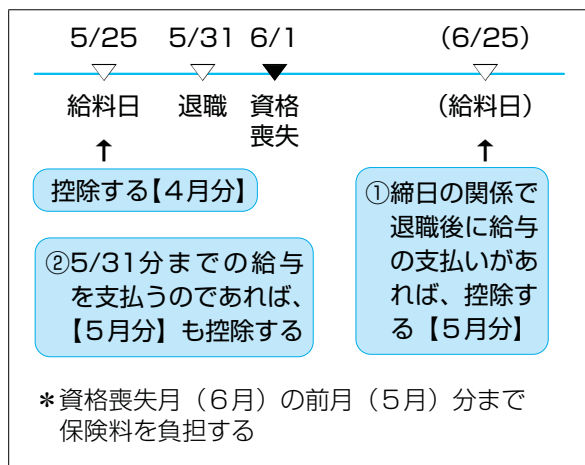 5/25 5/31 6/1 (6/25)
給料日 退職 資格 (給料日)
喪失
↑ ↑
控除する【4月分】
②5/31分までの給与
を支払うのであれば、
【5月分】も控除する
①締日の関係で
退職後に給与
の支払いがあ
れば、控除す
る【5月分】
＊資格喪失月（6月）の前月（5月）分まで
保険料を負担する